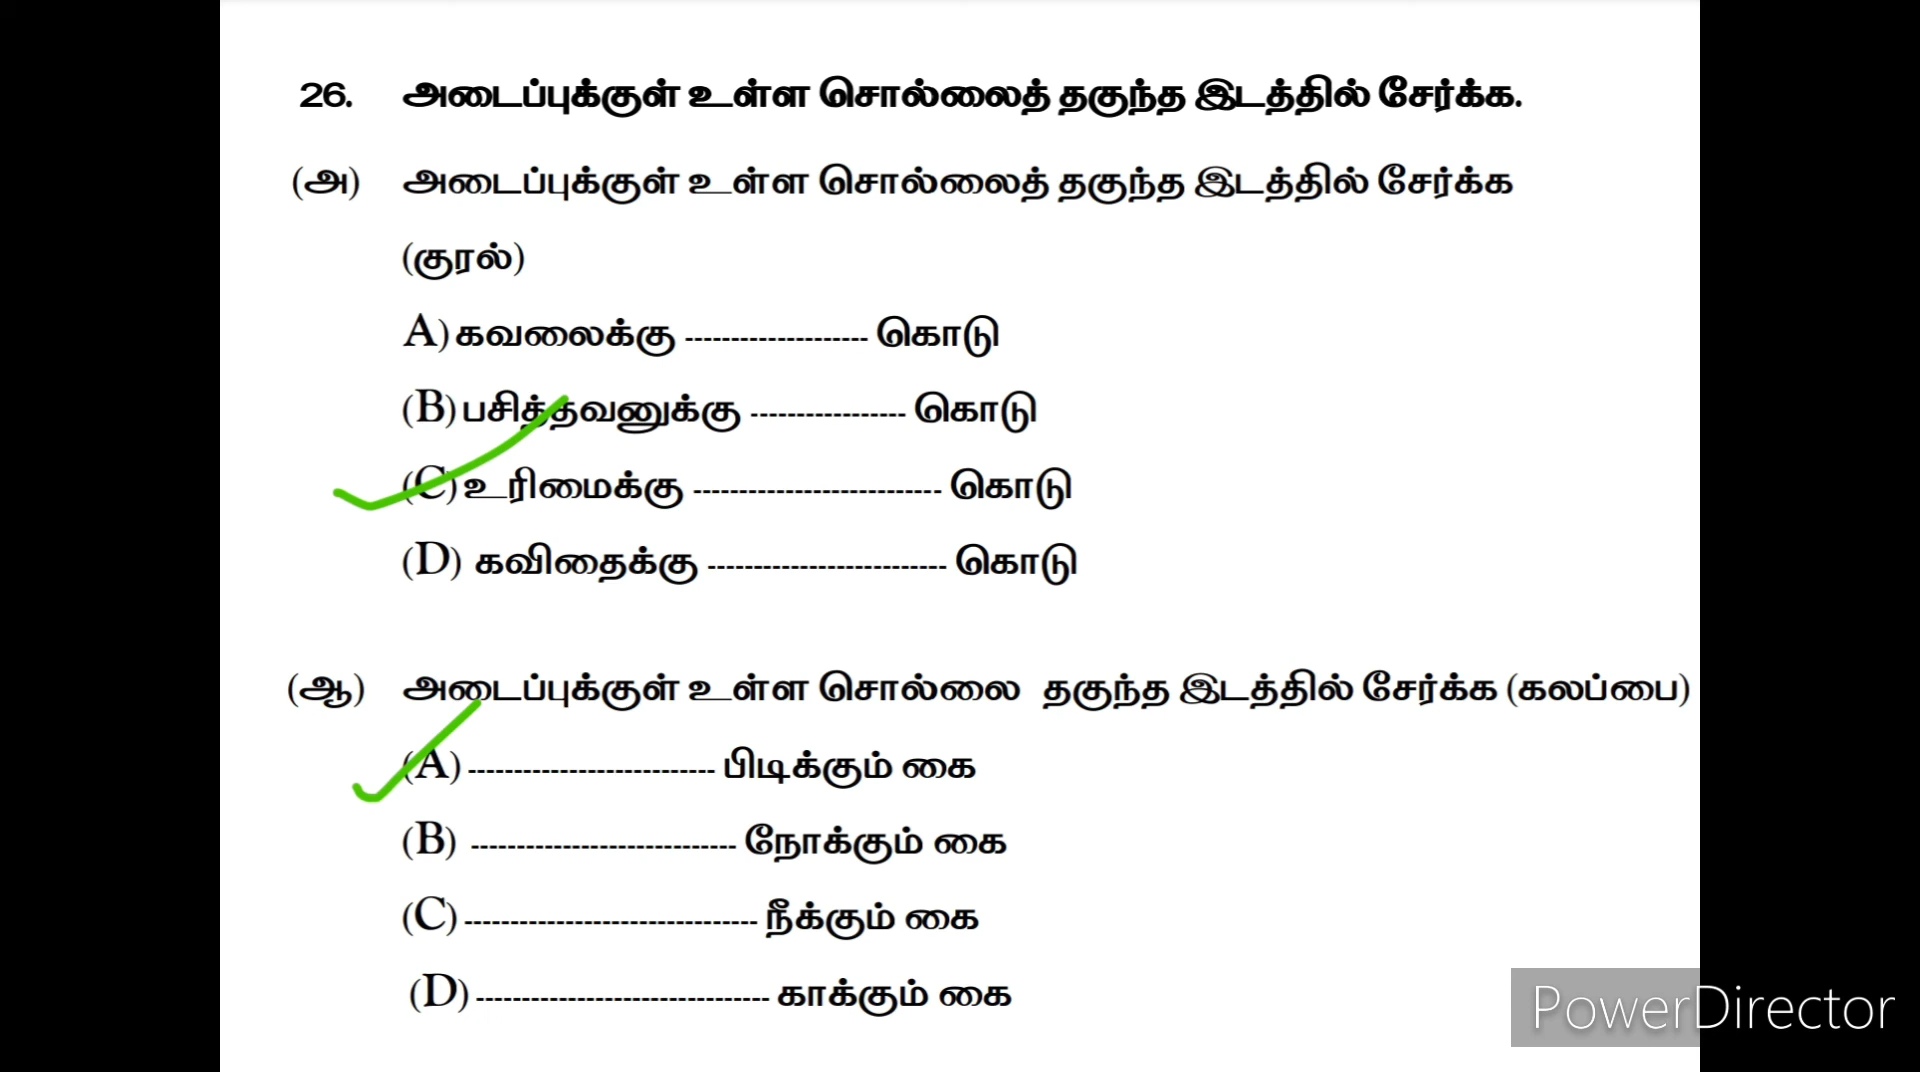 26. அடைப்புக்குள் உள்ள சொல்லைத் தகுந்த இடத்தில் சேர்க்க.
(அ) அடைப்புக்குள் உள்ள சொல்லைத் தகுந்த இடத்தில் சேர்க்க
(குரல்)
A) கவலைக்கு -------------------- கொடு
(B) பசித்தவனுக்கு ----------------- கொடு
(C) உரிமைக்கு --------------------------- கொடு
(D) கவிதைக்கு -------------------------- கொடு
(ஆ) அடைப்புக்குள் உள்ள சொல்லை தகுந்த இடத்தில் சேர்க்க (கலப்பை)
(A) --------------------------- பிடிக்கும் கை
(B) ----------------------------- நோக்கும் கை
(C) -------------------------------- நீக்கும் கை
(D) -------------------------------- காக்கும் கை
PowerDirector